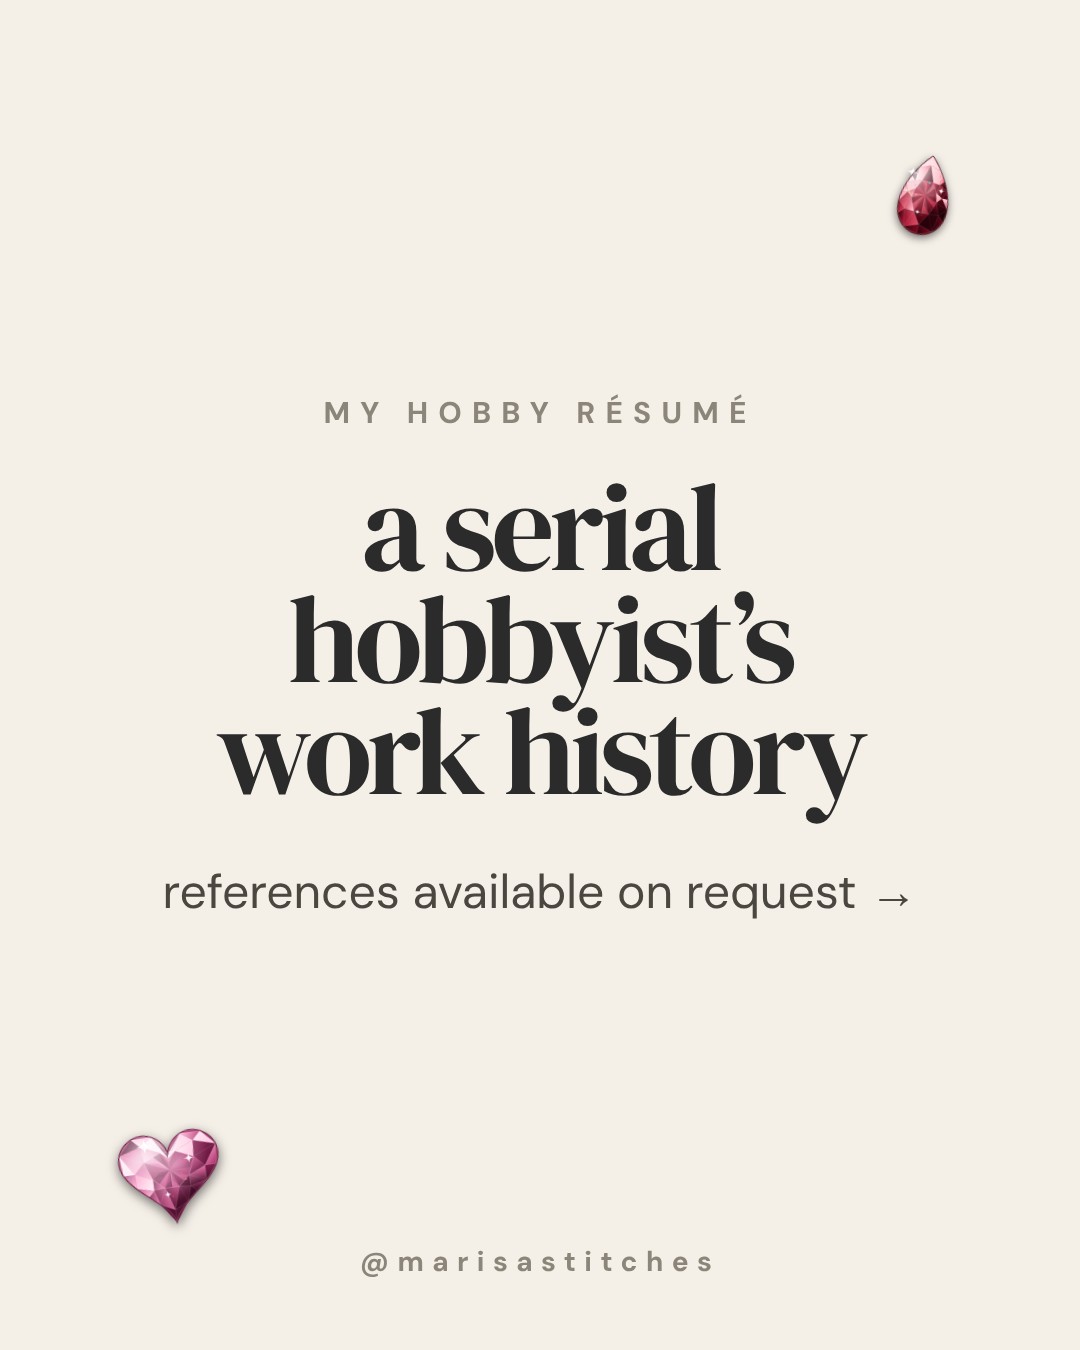 MY HOBBY RÉSUMÉ
a serial
hobbyist’s
work history
references available on request →
@marisastitches